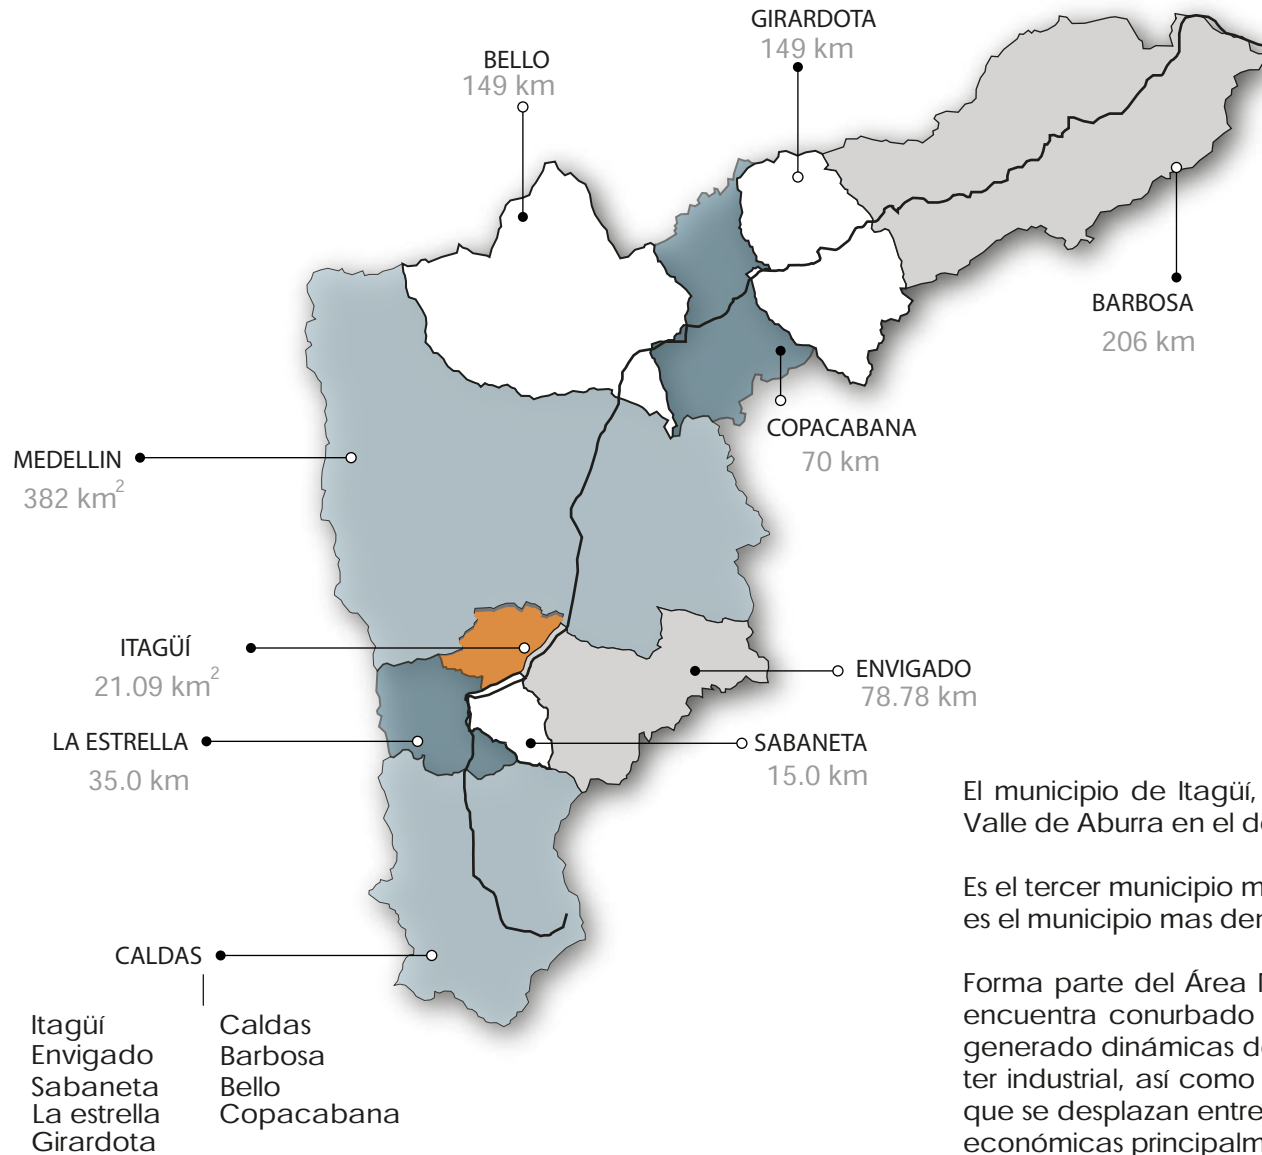 GIRARDOTA
149 km
BELLO
149 km
BARBOSA
206 km
COPACABANA
70 km
MEDELLIN
382 km²
ITAGÜÍ
21.09 km²
ENVIGADO
78.78 km
LA ESTRELLA
35.0 km
SABANETA
15.0 km
CALDAS
Itagüí
Envigado
Sabaneta
La estrella
Girardota
Caldas
Barbosa
Bello
Copacabana
El municipio de Itagüí,
Valle de Aburra en el d
Es el tercer municipio m
es el municipio mas den
Forma parte del Área
encuentra conurbado
generado dinámicas d
ter industrial, así como
que se desplazan entre
económicas principalm